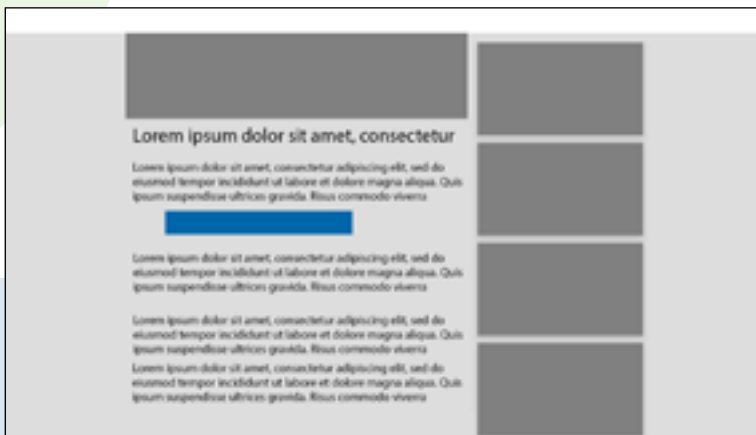 Lorem ipsum dolor sit amet, consectetur
Lorem ipsum dolor sit amet, consectetur adipiscing elit, sed do
eiusmod tempor incididunt ut labore et dolore magna aliqua. Quis
ipsum suspendisse ultrices gravida. Risus commodo viverra
Lorem ipsum dolor sit amet, consectetur adipiscing elit, sed do
eiusmod tempor incididunt ut labore et dolore magna aliqua. Quis
ipsum suspendisse ultrices gravida. Risus commodo viverra
Lorem ipsum dolor sit amet, consectetur adipiscing elit, sed do
eiusmod tempor incididunt ut labore et dolore magna aliqua. Quis
ipsum suspendisse ultrices gravida. Risus commodo viverra
Lorem ipsum dolor sit amet, consectetur adipiscing elit, sed do
eiusmod tempor incididunt ut labore et dolore magna aliqua. Quis
ipsum suspendisse ultrices gravida. Risus commodo viverra